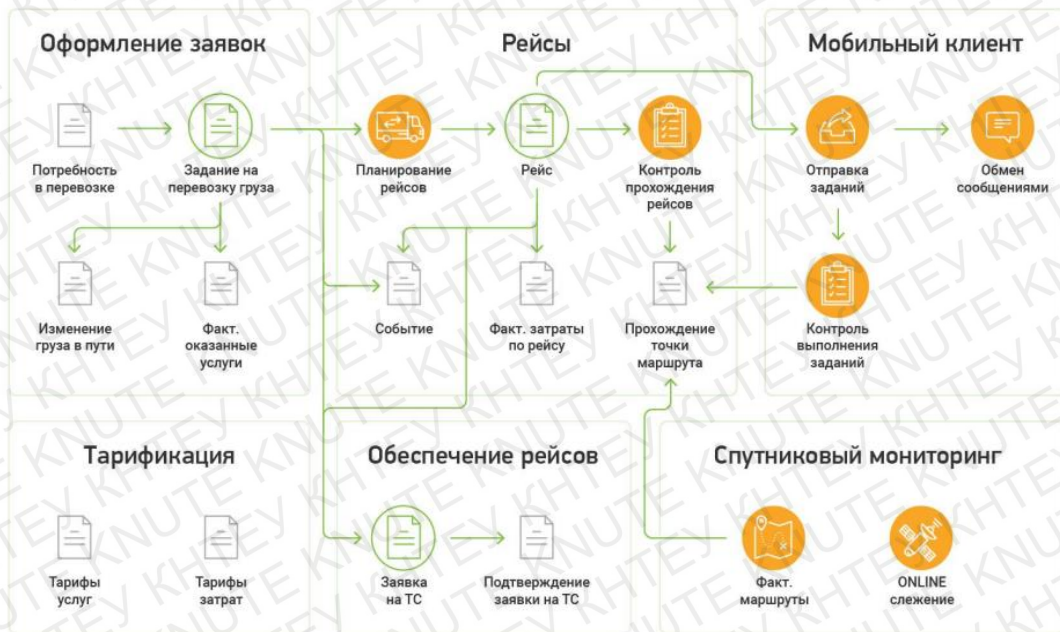 Оформление заявок
Потребность
в перевозке
Задание на
перевозку груза
Изменение
груза в пути
Факт.
оказанные
услуги
Рейсы
Планирование
рейсов
Рейс
Контроль
прохождения
рейсов
Событие
Факт. затраты
по рейсу
Прохождение
точки
маршрута
Мобильный клиент
Отправка
заданий
Обмен
сообщениями
Контроль
выполнения
заданий
Тарификация
Тарифы
услуг
Тарифы
затрат
Обеспечение рейсов
Заявка
на ТС
Подтверждение
заявки на ТС
Спутниковый мониторинг
Факт.
маршруты
ONLINE
слежение
КНТЕУ KNUTE